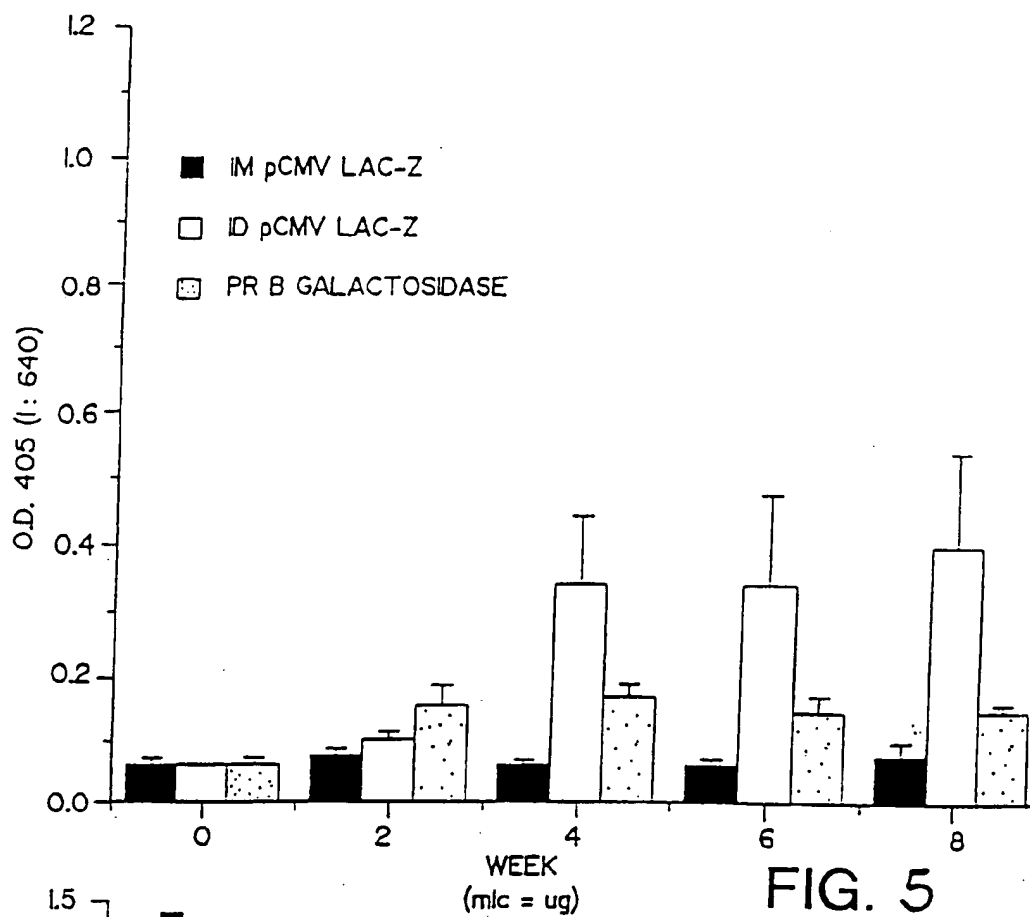 1.2
1.0
0.8
0.6
0.4
0.2
0.0
O.D. 405 (1: 640)
IM pCMV LAC-Z
ID pCMV LAC-Z
PR B GALACTOSIDASE
0 2 4 6 8
WEEK
(mic = ug)
FIG. 5
1.5